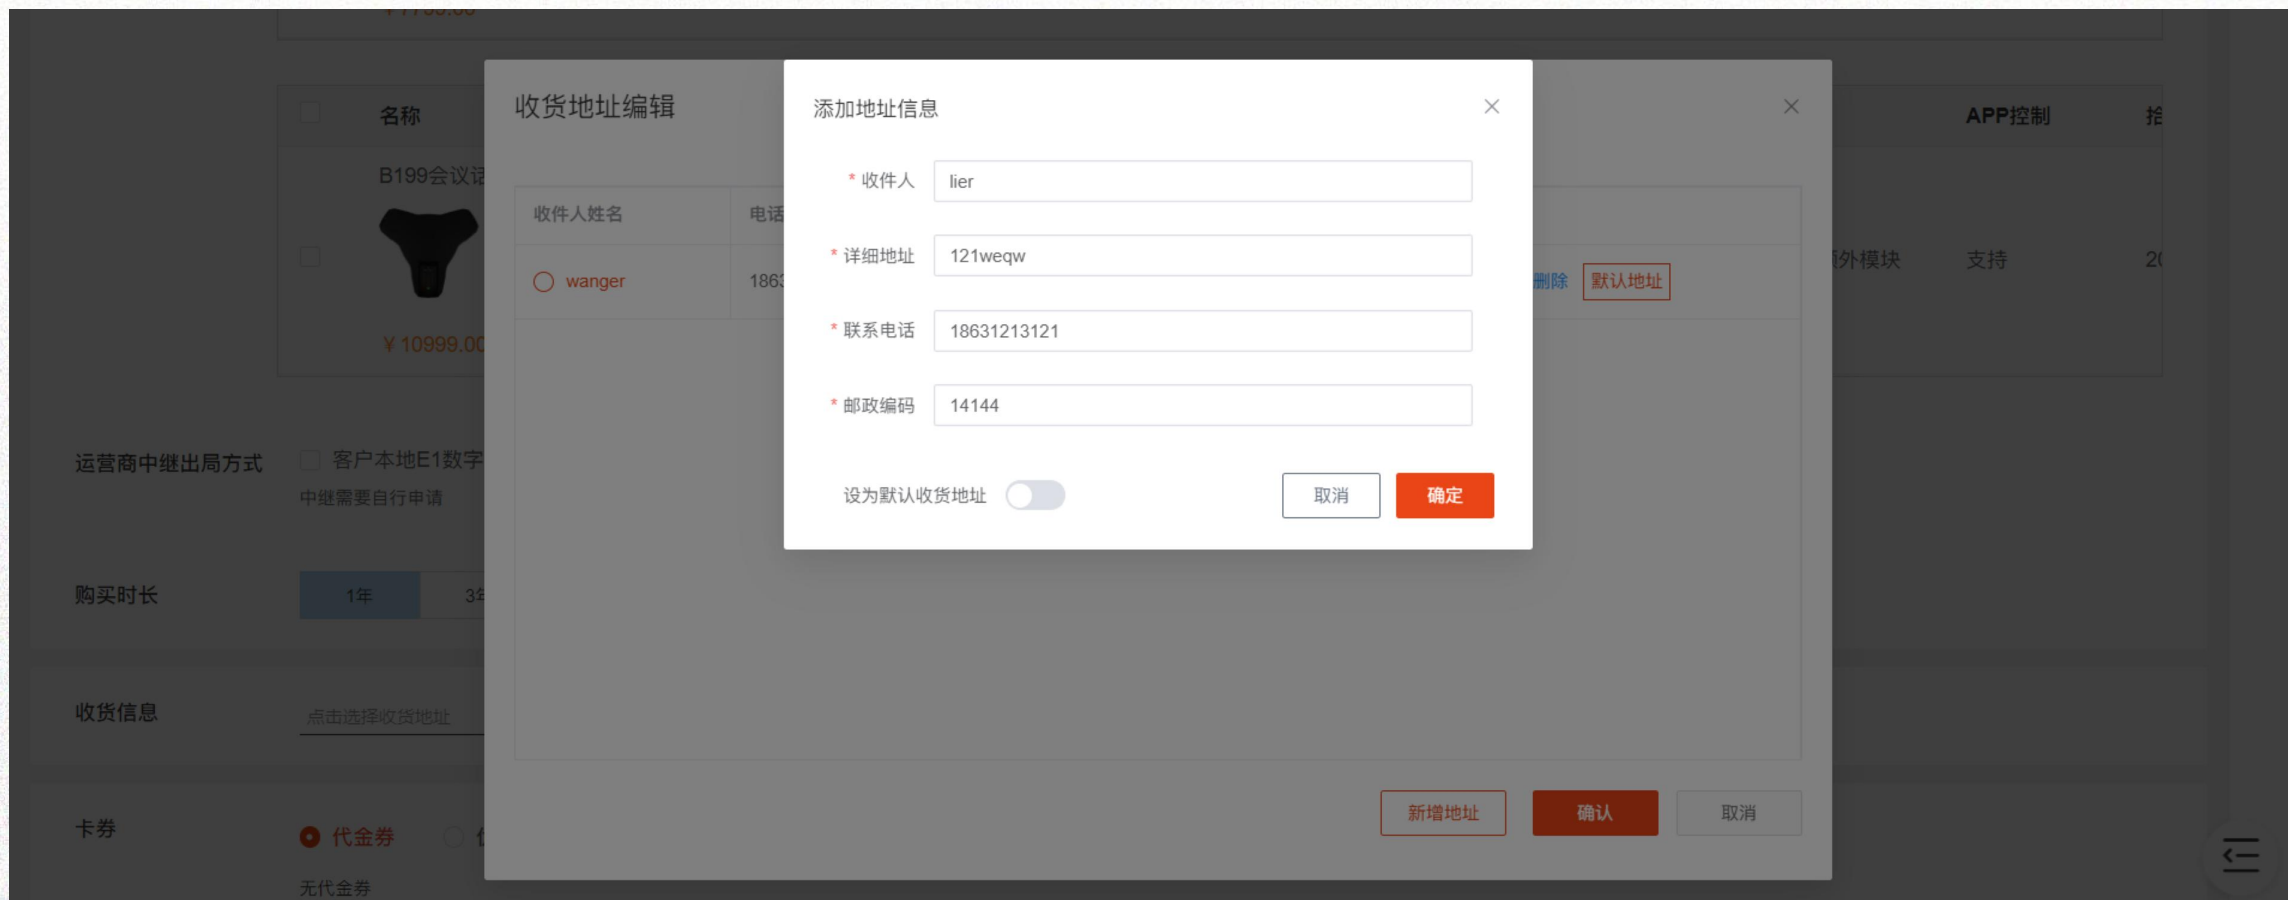 收货地址编辑
添加地址信息
名称
APP控制
B199会议话
* 收件人
lier
收件人姓名
电话
* 详细地址
121weqw
额外模块
支持
wanger
1863
删除
默认地址
* 联系电话
18631213121
￥10999.00
* 邮政编码
14144
运营商中继出局方式
客户本地E1数字
中继需要自行申请
设为默认收货地址
取消
确定
购买时长
1年
3年
收货信息
点击选择收货地址
新增地址
确认
取消
卡券
代金券
无代金券